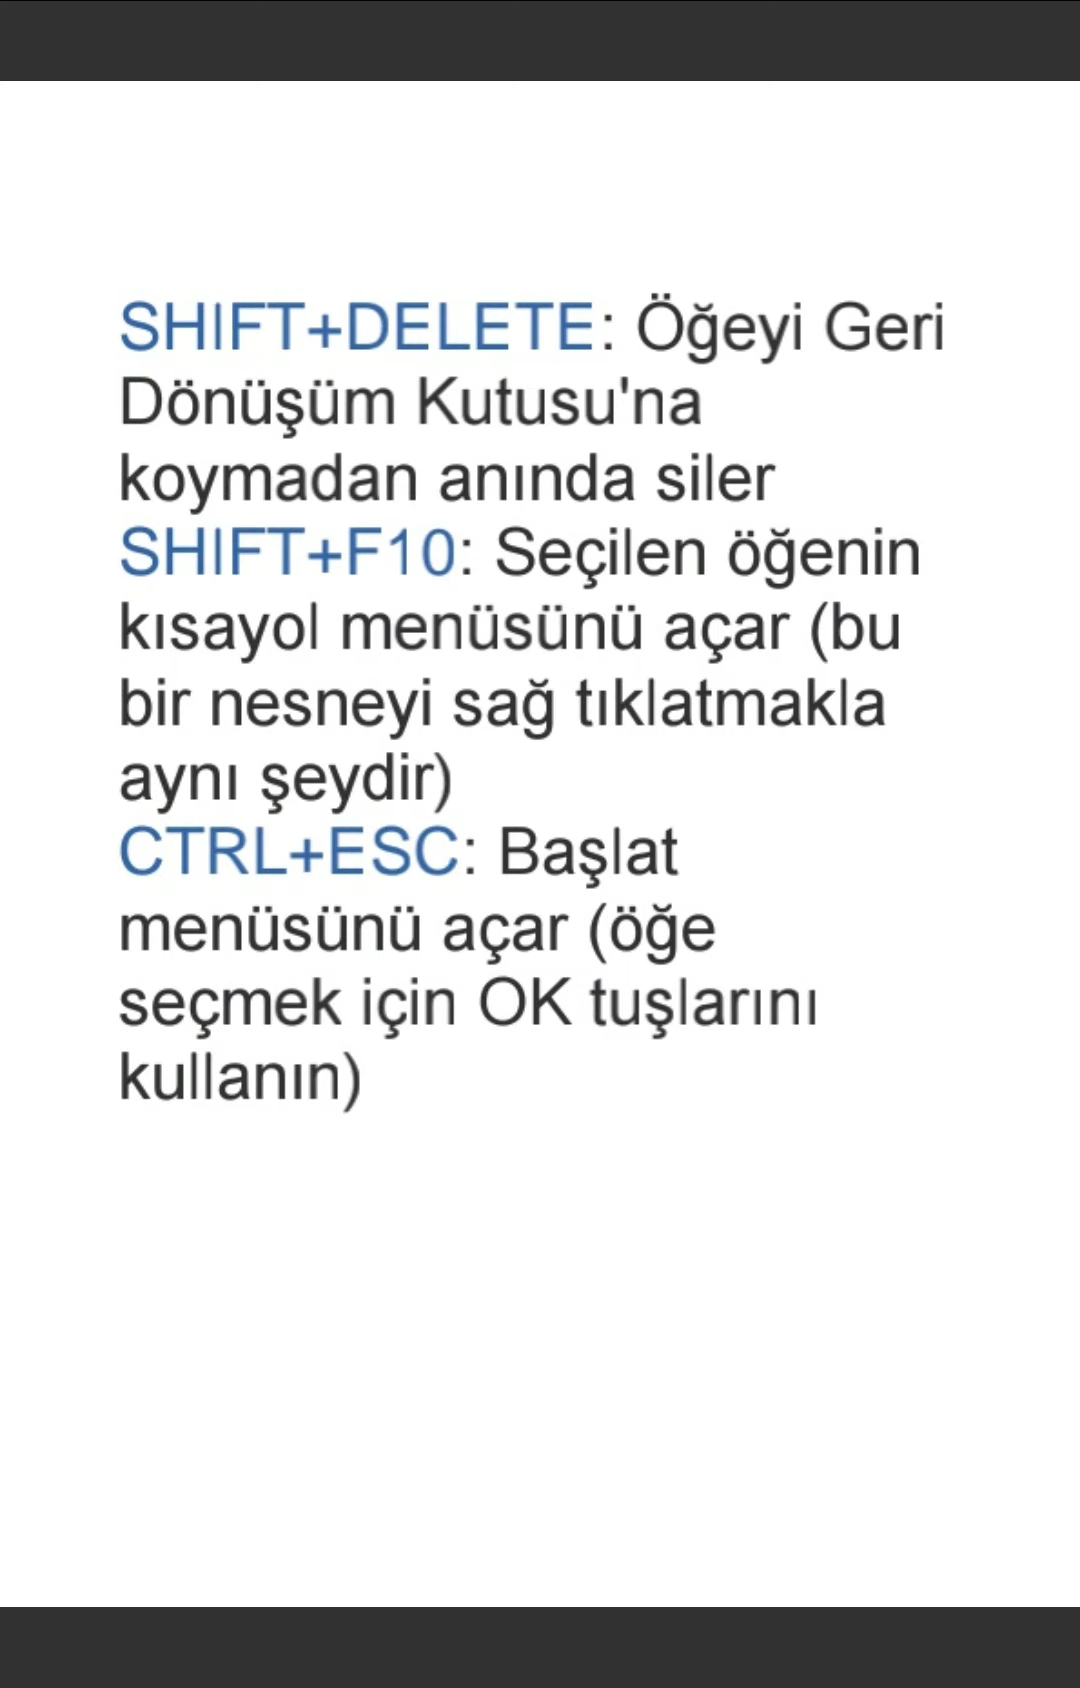 SHIFT+DELETE: Öğeyi Geri
Dönüşüm Kutusu'na
koymadan anında siler
SHIFT+F10: Seçilen öğenin
kısayol menüsünü açar (bu
bir nesneyi sağ tıklatmakla
aynı şeydir)
CTRL+ESC: Başlat
menüsünü açar (öğe
seçmek için OK tuşlarını
kullanın)